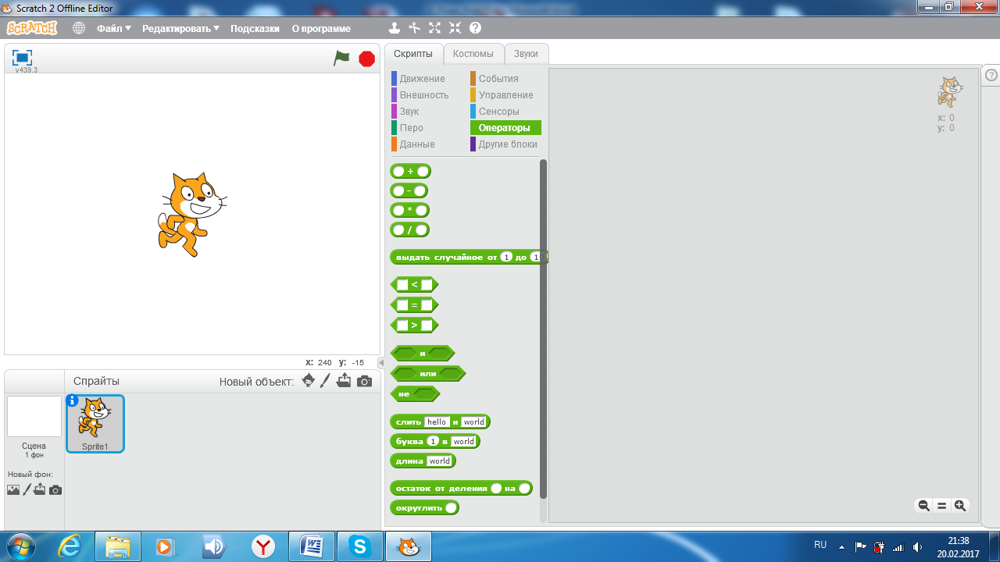 Scratch 2 Offline Editor
SCRATCH Файл Редактировать Подсказки О программе
v439.3
Скрипты Костюмы Звуки
Движение События
Внешность Управление
Звук Сенсоры
Перо Операторы
Данные Другие блоки
+
-
*
/
выдать случайное от 1 до 10
<
=
>
и
или
не
слить hello и world
буква 1 в world
длина world
остаток от деления на
округлить
x: 0
y: 0
x: 240 y: -15
Спрайты Новый объект:
Sprite1
Сцена
1 фон
Новый фон:
RU
21:38
20.02.2017